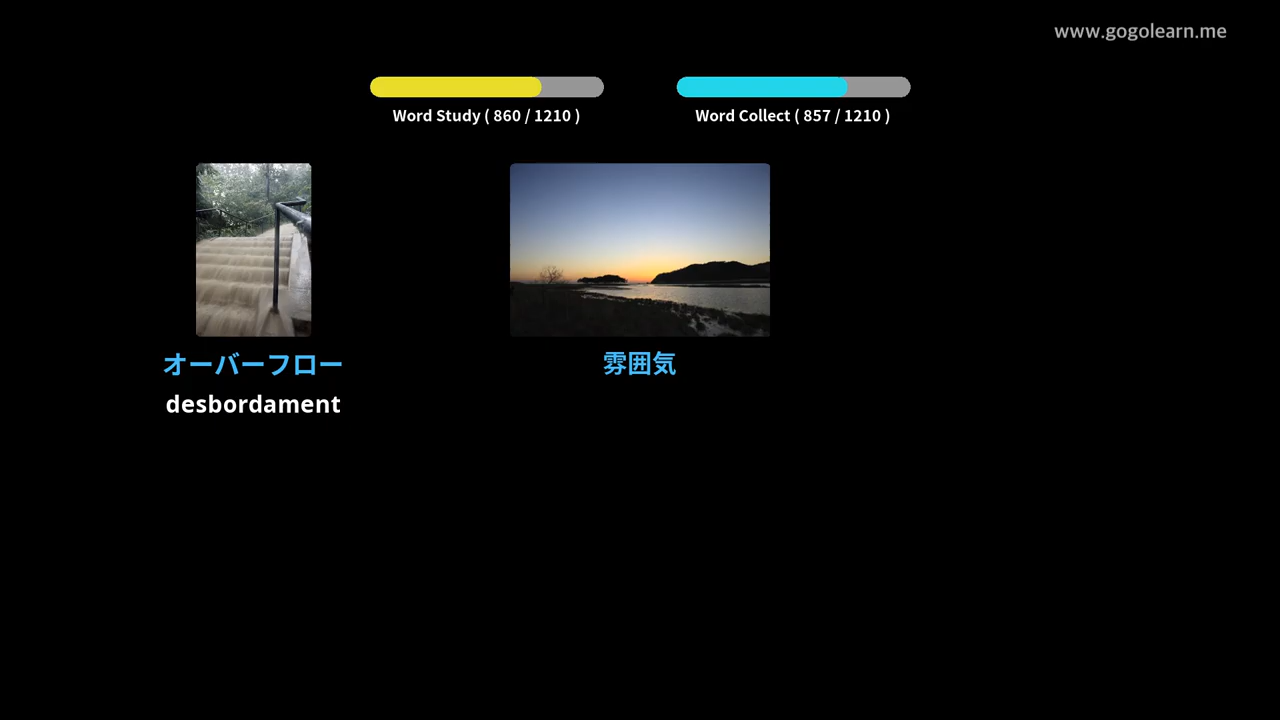 www.gogolearn.me
Word Study ( 860 / 1210 )
Word Collect ( 857 / 1210 )
オーバーフロー
desbordament
雰囲気